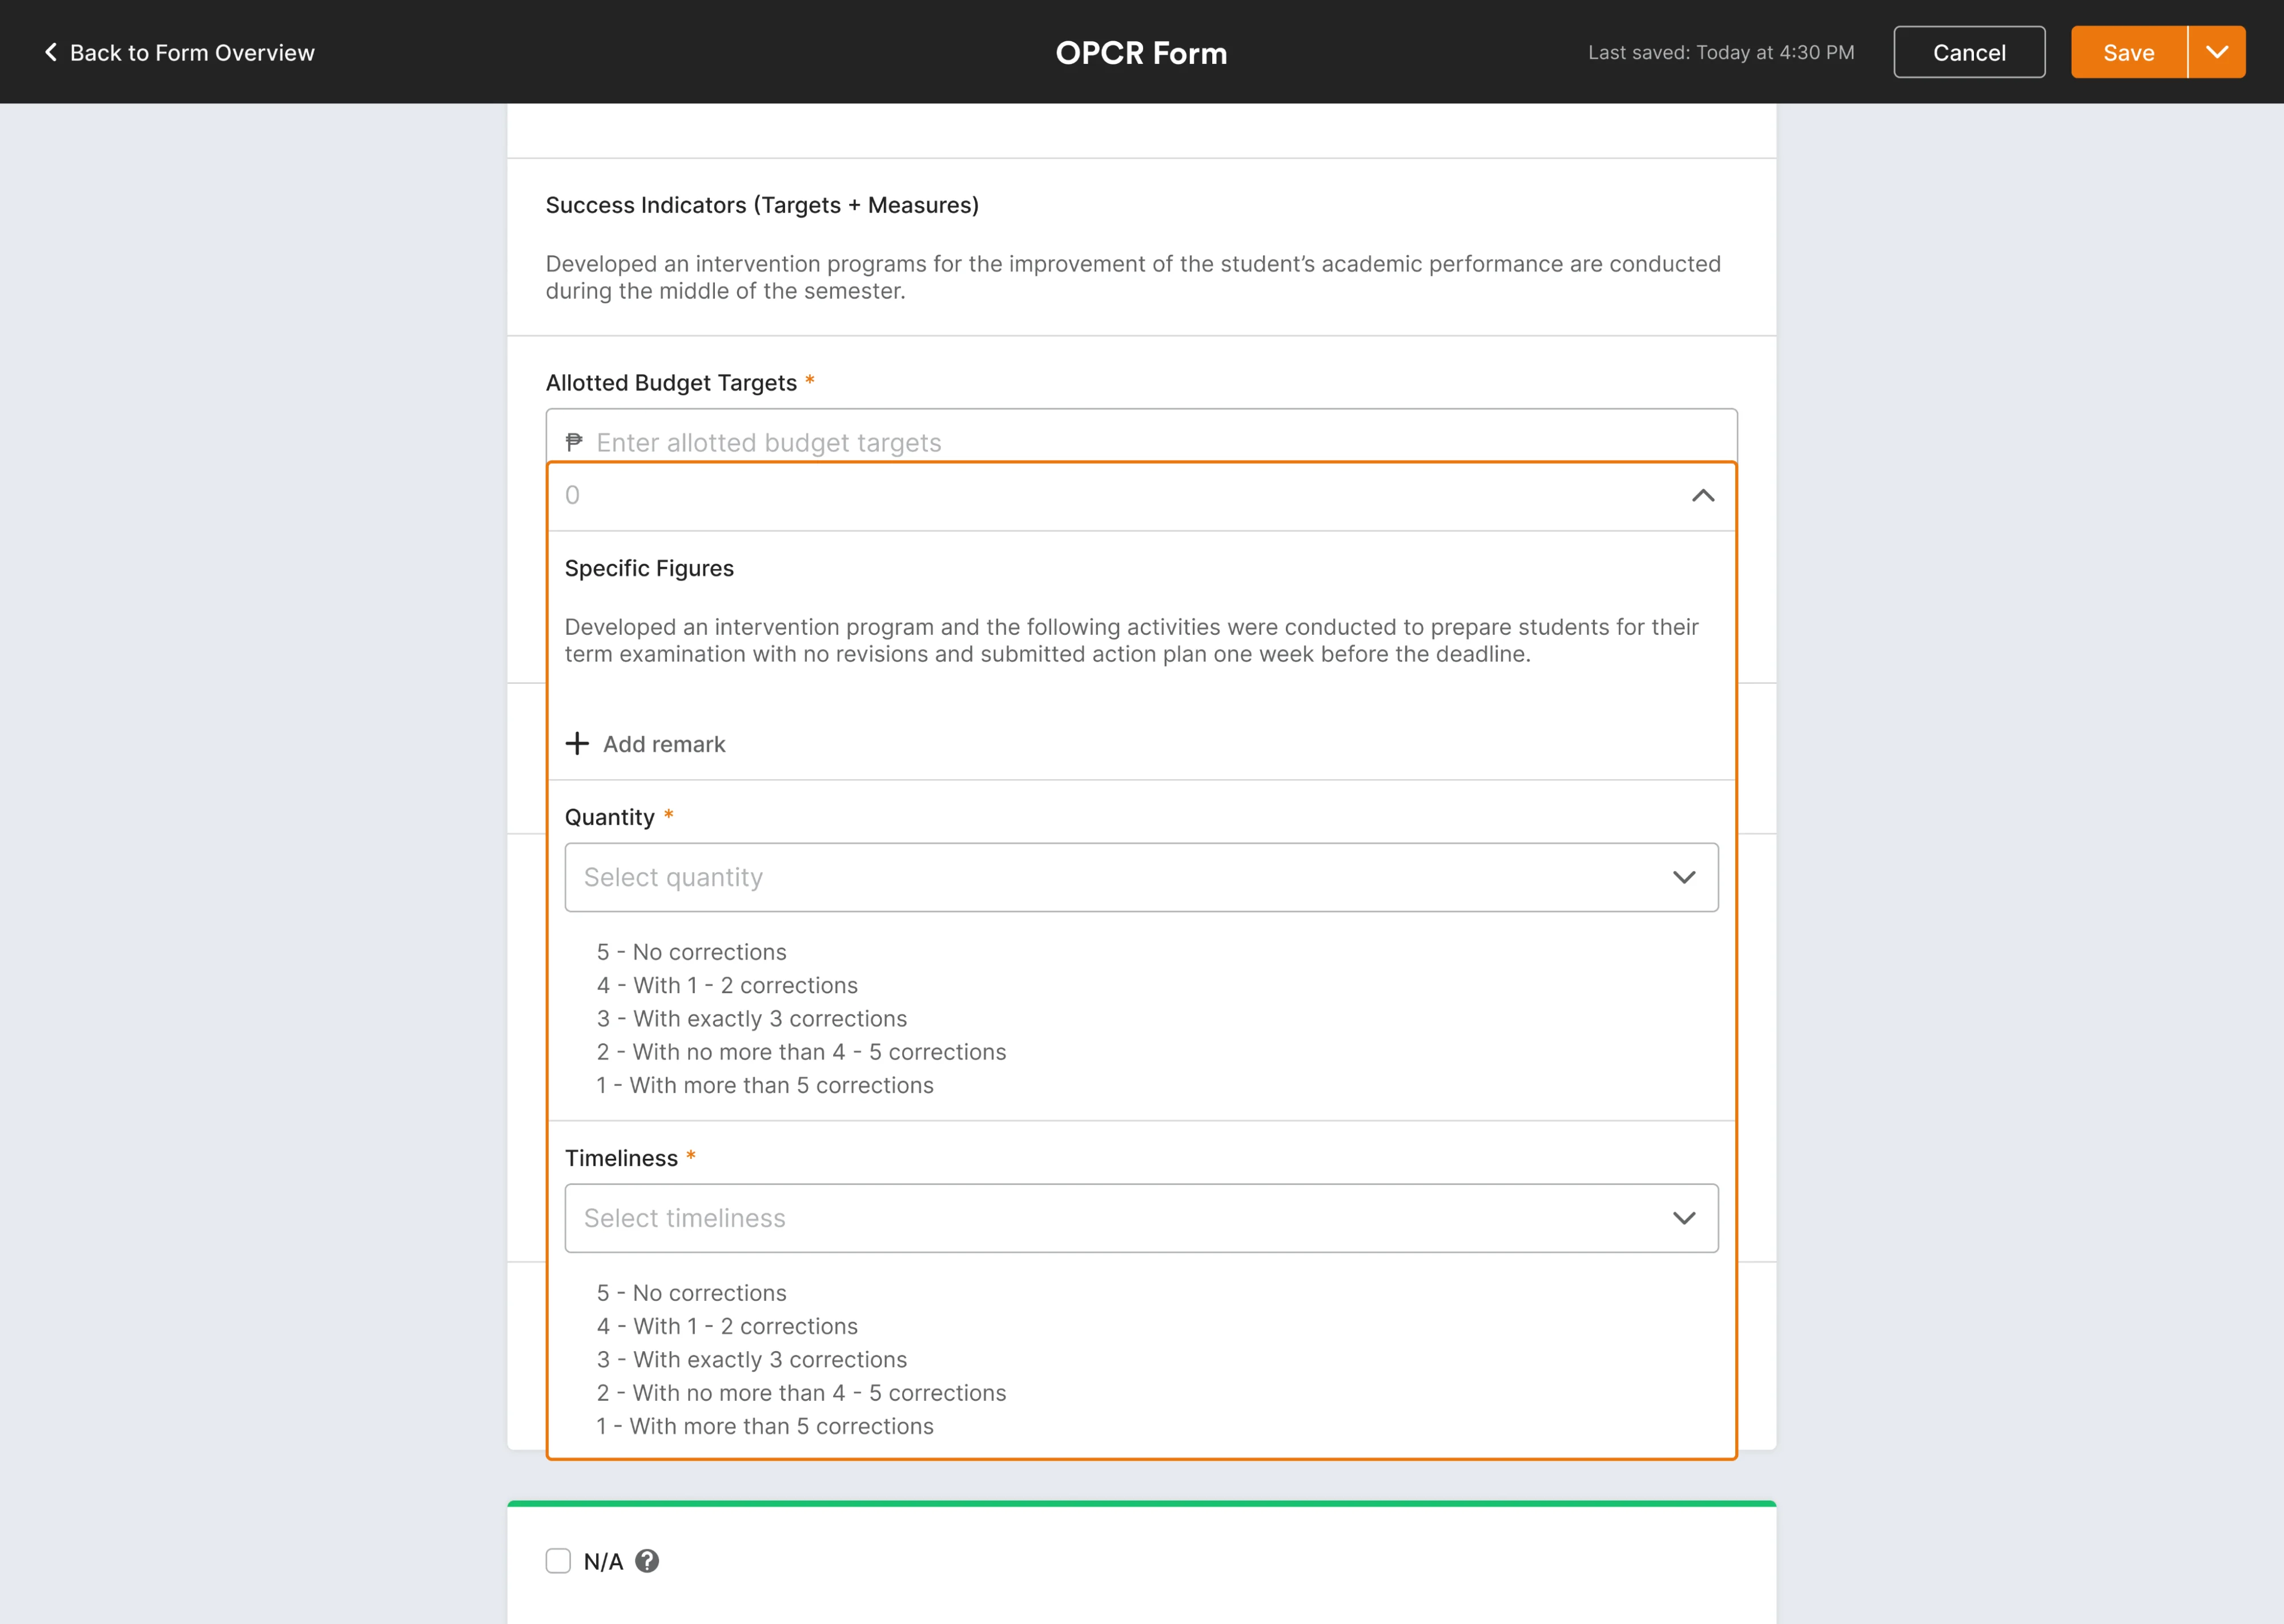 Back to Form Overview
OPCR Form
Last saved: Today at 4:30 PM
Cancel
Save
Success Indicators (Targets + Measures)
Developed an intervention programs for the improvement of the student’s academic performance are conducted
during the middle of the semester.
Allotted Budget Targets *
₱ Enter allotted budget targets
0
Specific Figures
Developed an intervention program and the following activities were conducted to prepare students for their
term examination with no revisions and submitted action plan one week before the deadline.
Add remark
Quantity *
Select quantity
5 - No corrections
4 - With 1 - 2 corrections
3 - With exactly 3 corrections
2 - With no more than 4 - 5 corrections
1 - With more than 5 corrections
Timeliness *
Select timeliness
5 - No corrections
4 - With 1 - 2 corrections
3 - With exactly 3 corrections
2 - With no more than 4 - 5 corrections
1 - With more than 5 corrections
N/A ?